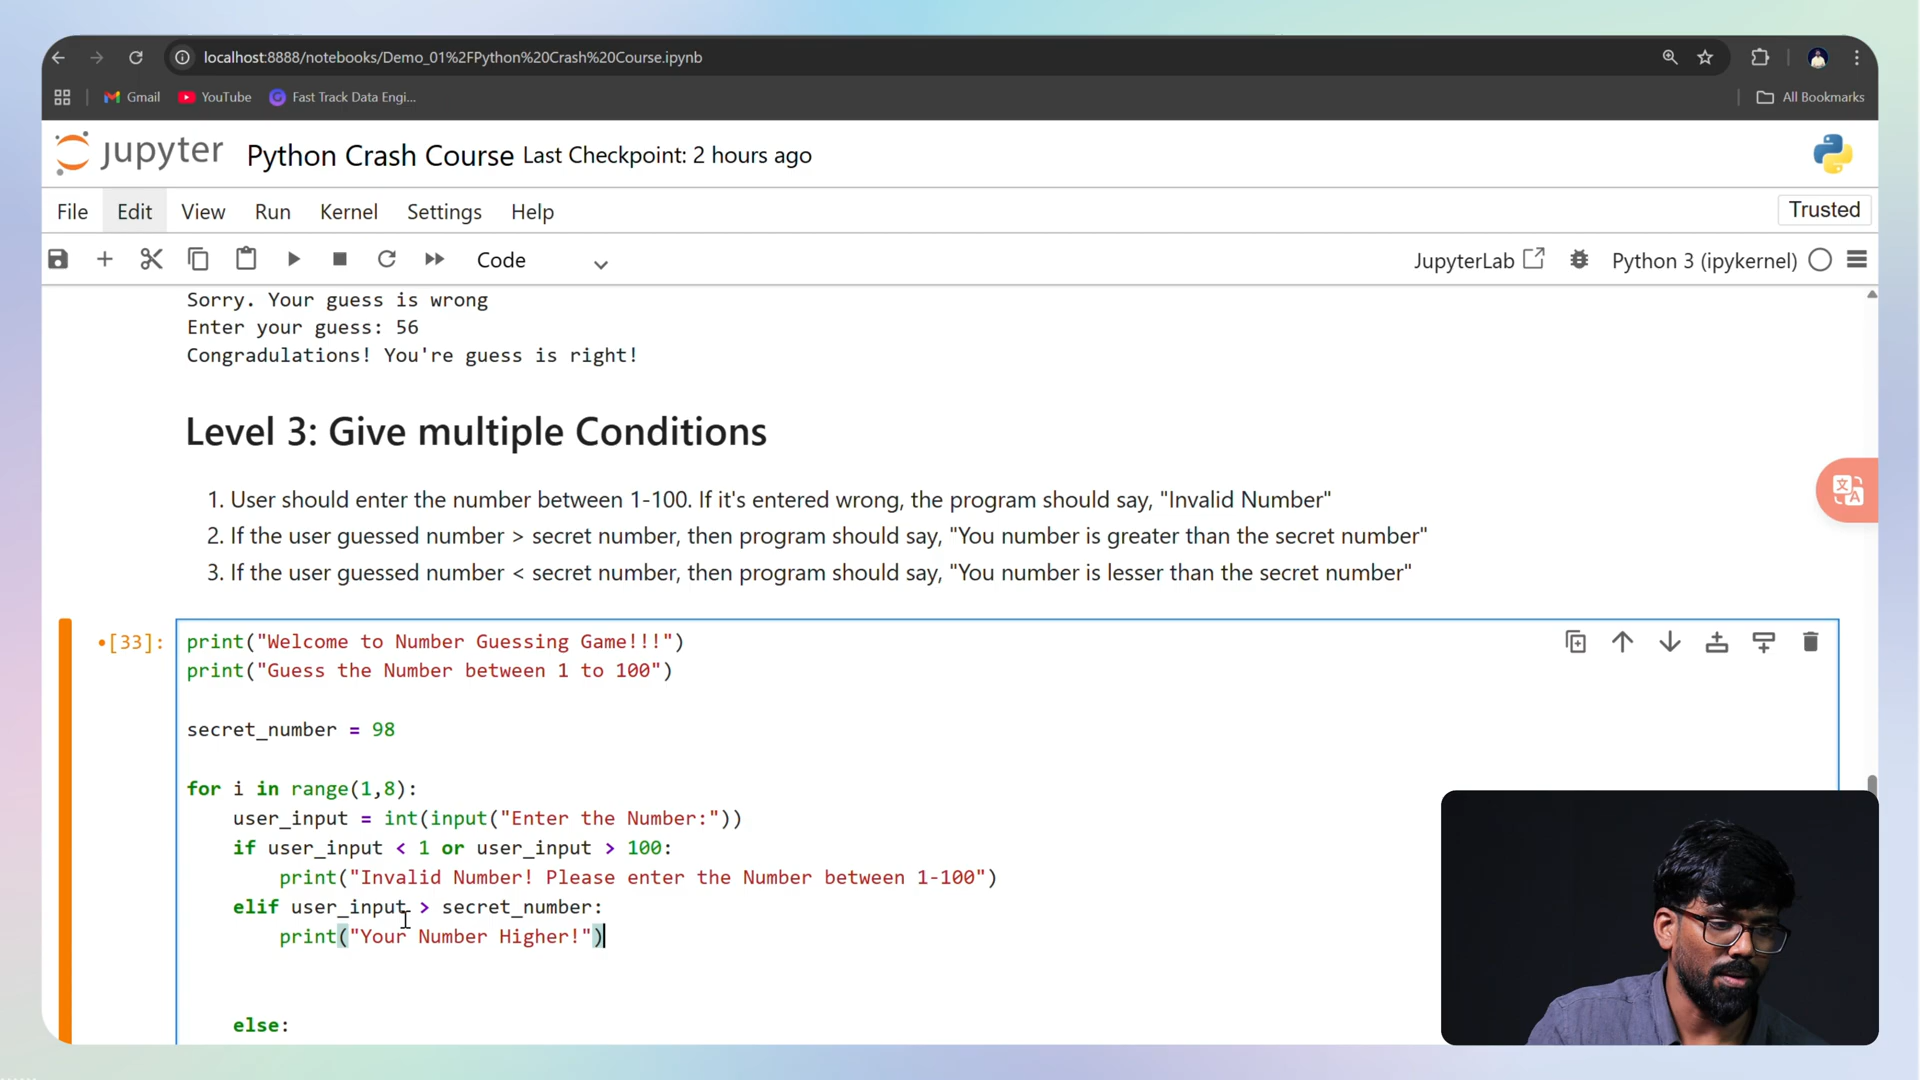 localhost:8888/notebooks/Demo_01%2FPython%20Crash%20Course.ipynb
Gmail
YouTube
Fast Track Data Engi...
All Bookmarks
jupyter
Python Crash Course Last Checkpoint: 2 hours ago
File Edit View Run Kernel Settings Help
Trusted
Code
JupyterLab
Python 3 (ipykernel)
Sorry. Your guess is wrong
Enter your guess: 56
Congradulations! You're guess is right!
Level 3: Give multiple Conditions
1. User should enter the number between 1-100. If it's entered wrong, the program should say, "Invalid Number"
2. If the user guessed number > secret number, then program should say, "You number is greater than the secret number"
3. If the user guessed number < secret number, then program should say, "You number is lesser than the secret number"
•[33]:
print("Welcome to Number Guessing Game!!!")
print("Guess the Number between 1 to 100")
secret_number = 98
for i in range(1,8):
    user_input = int(input("Enter the Number:"))
    if user_input < 1 or user_input > 100:
        print("Invalid Number! Please enter the Number between 1-100")
    elif user_input > secret_number:
        print("Your Number Higher!")
    else:
文
A